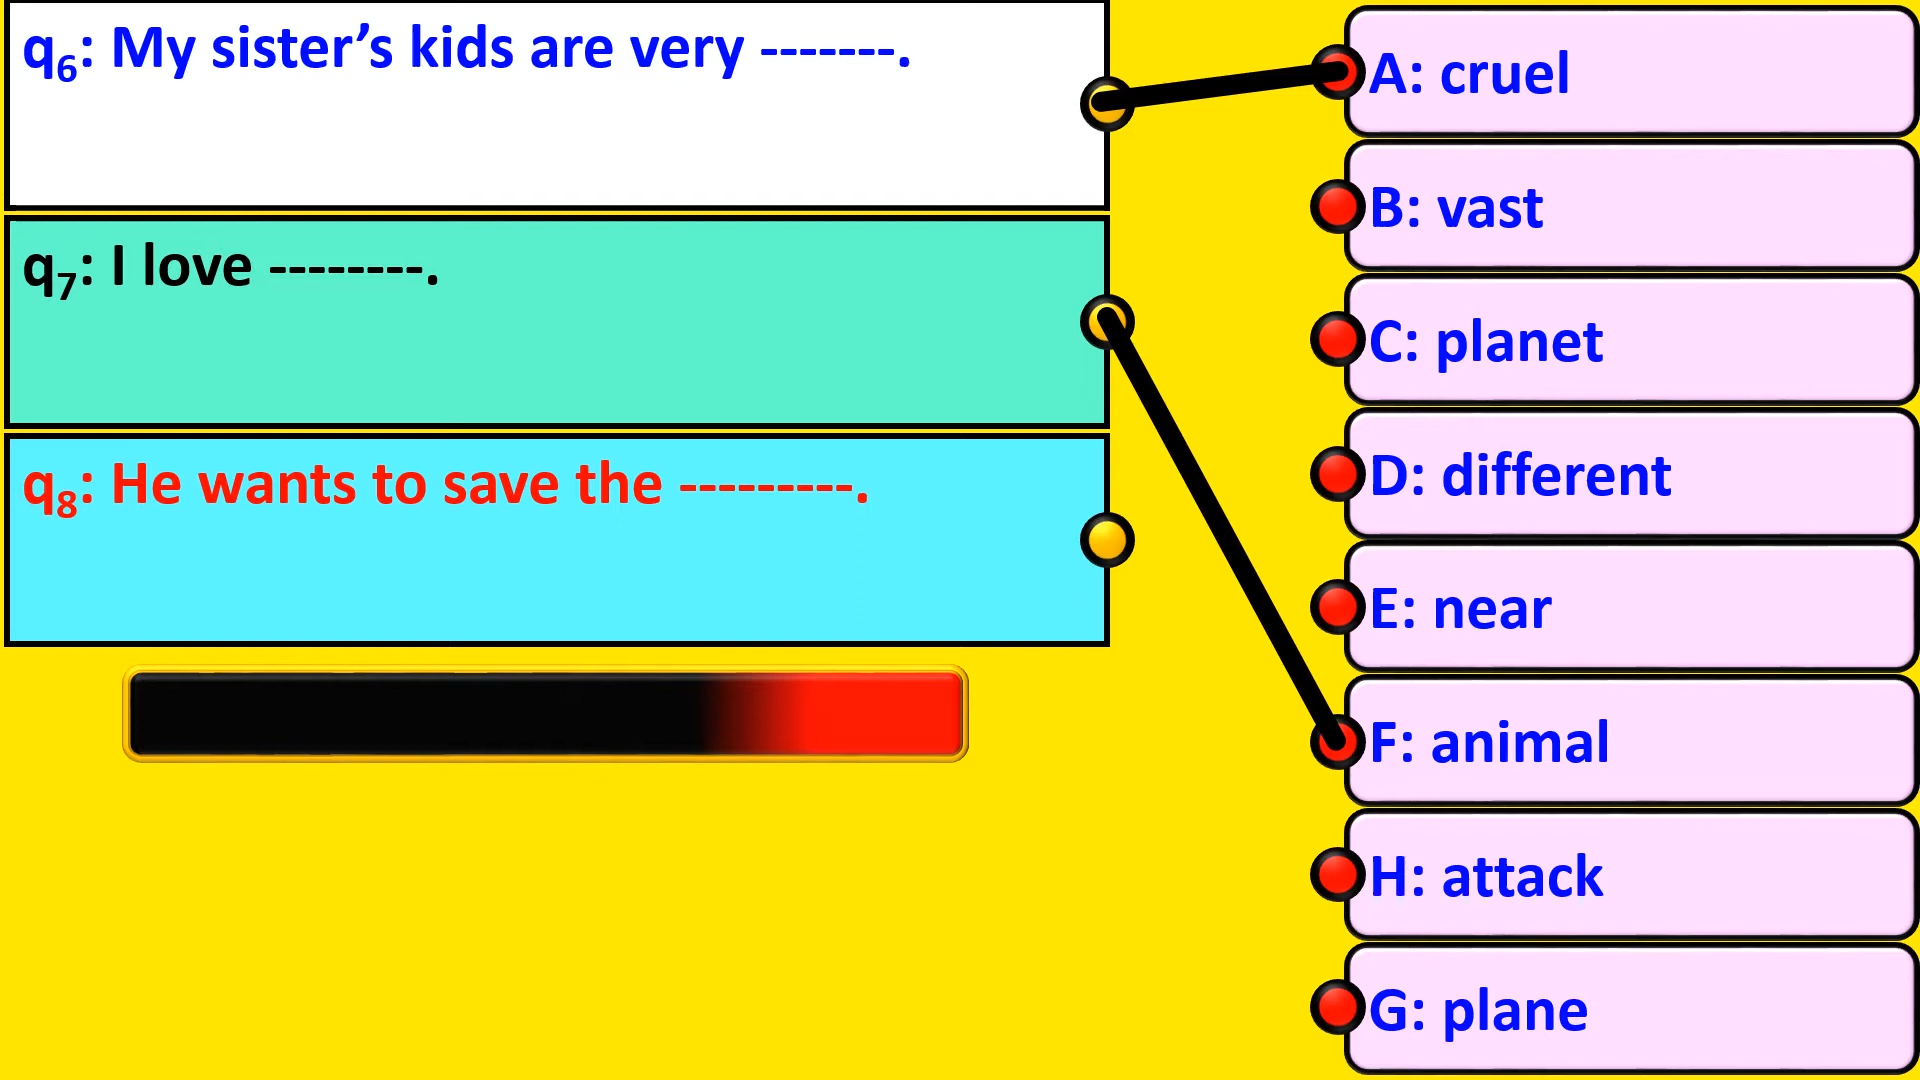 q6: My sister’s kids are very -------.
q7: I love --------.
q8: He wants to save the ---------.
A: cruel
B: vast
C: planet
D: different
E: near
F: animal
H: attack
G: plane